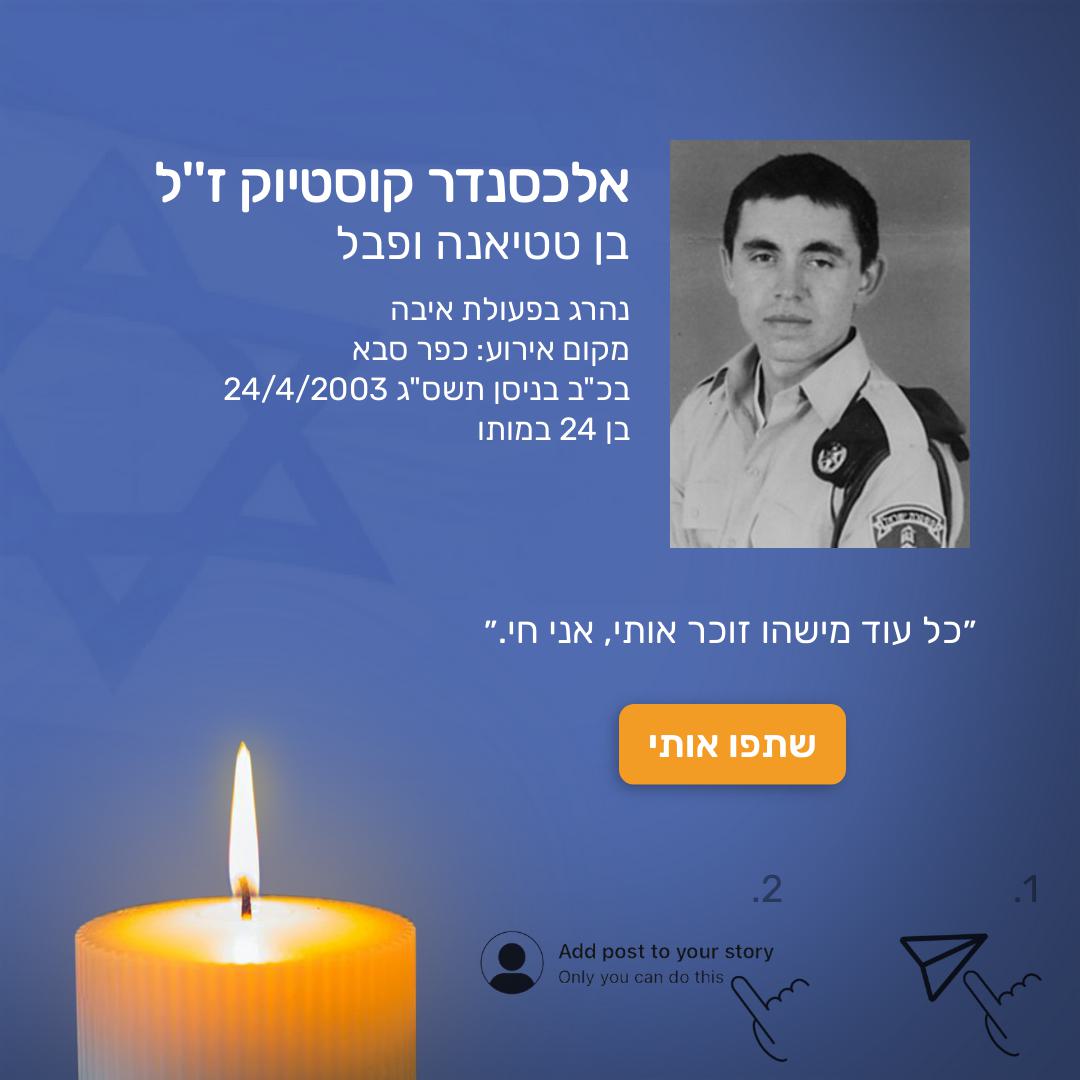 אלכסנדר קוסטיוק ז"ל
בן טטיאנה ופבל
נהרג בפעולת איבה
מקום אירוע: כפר סבא
בכ"ב בניסן תשס"ג 24/4/2003
בן 24 במותו
״כל עוד מישהו זוכר אותי, אני חי.״
שתפו אותי
1.
2.
Add post to your story
Only you can do this